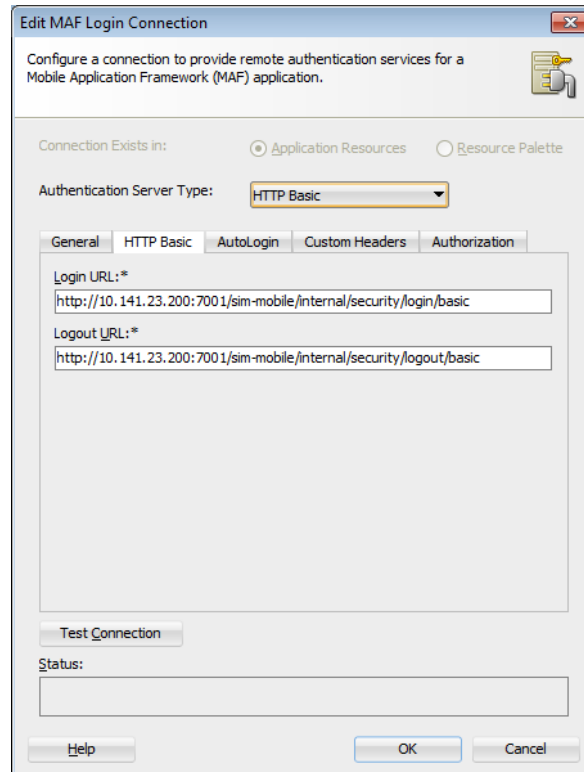 Edit MAF Login Connection
Configure a connection to provide remote authentication services for a
Mobile Application Framework (MAF) application.
Connection Exists in: Application Resources Resource Palette
Authentication Server Type: HTTP Basic
General HTTP Basic AutoLogin Custom Headers Authorization
Login URL:*
http://10.141.23.200:7001/sim-mobile/internal/security/login/basic
Logout URL:*
http://10.141.23.200:7001/sim-mobile/internal/security/logout/basic
Test Connection
Status:
Help OK Cancel